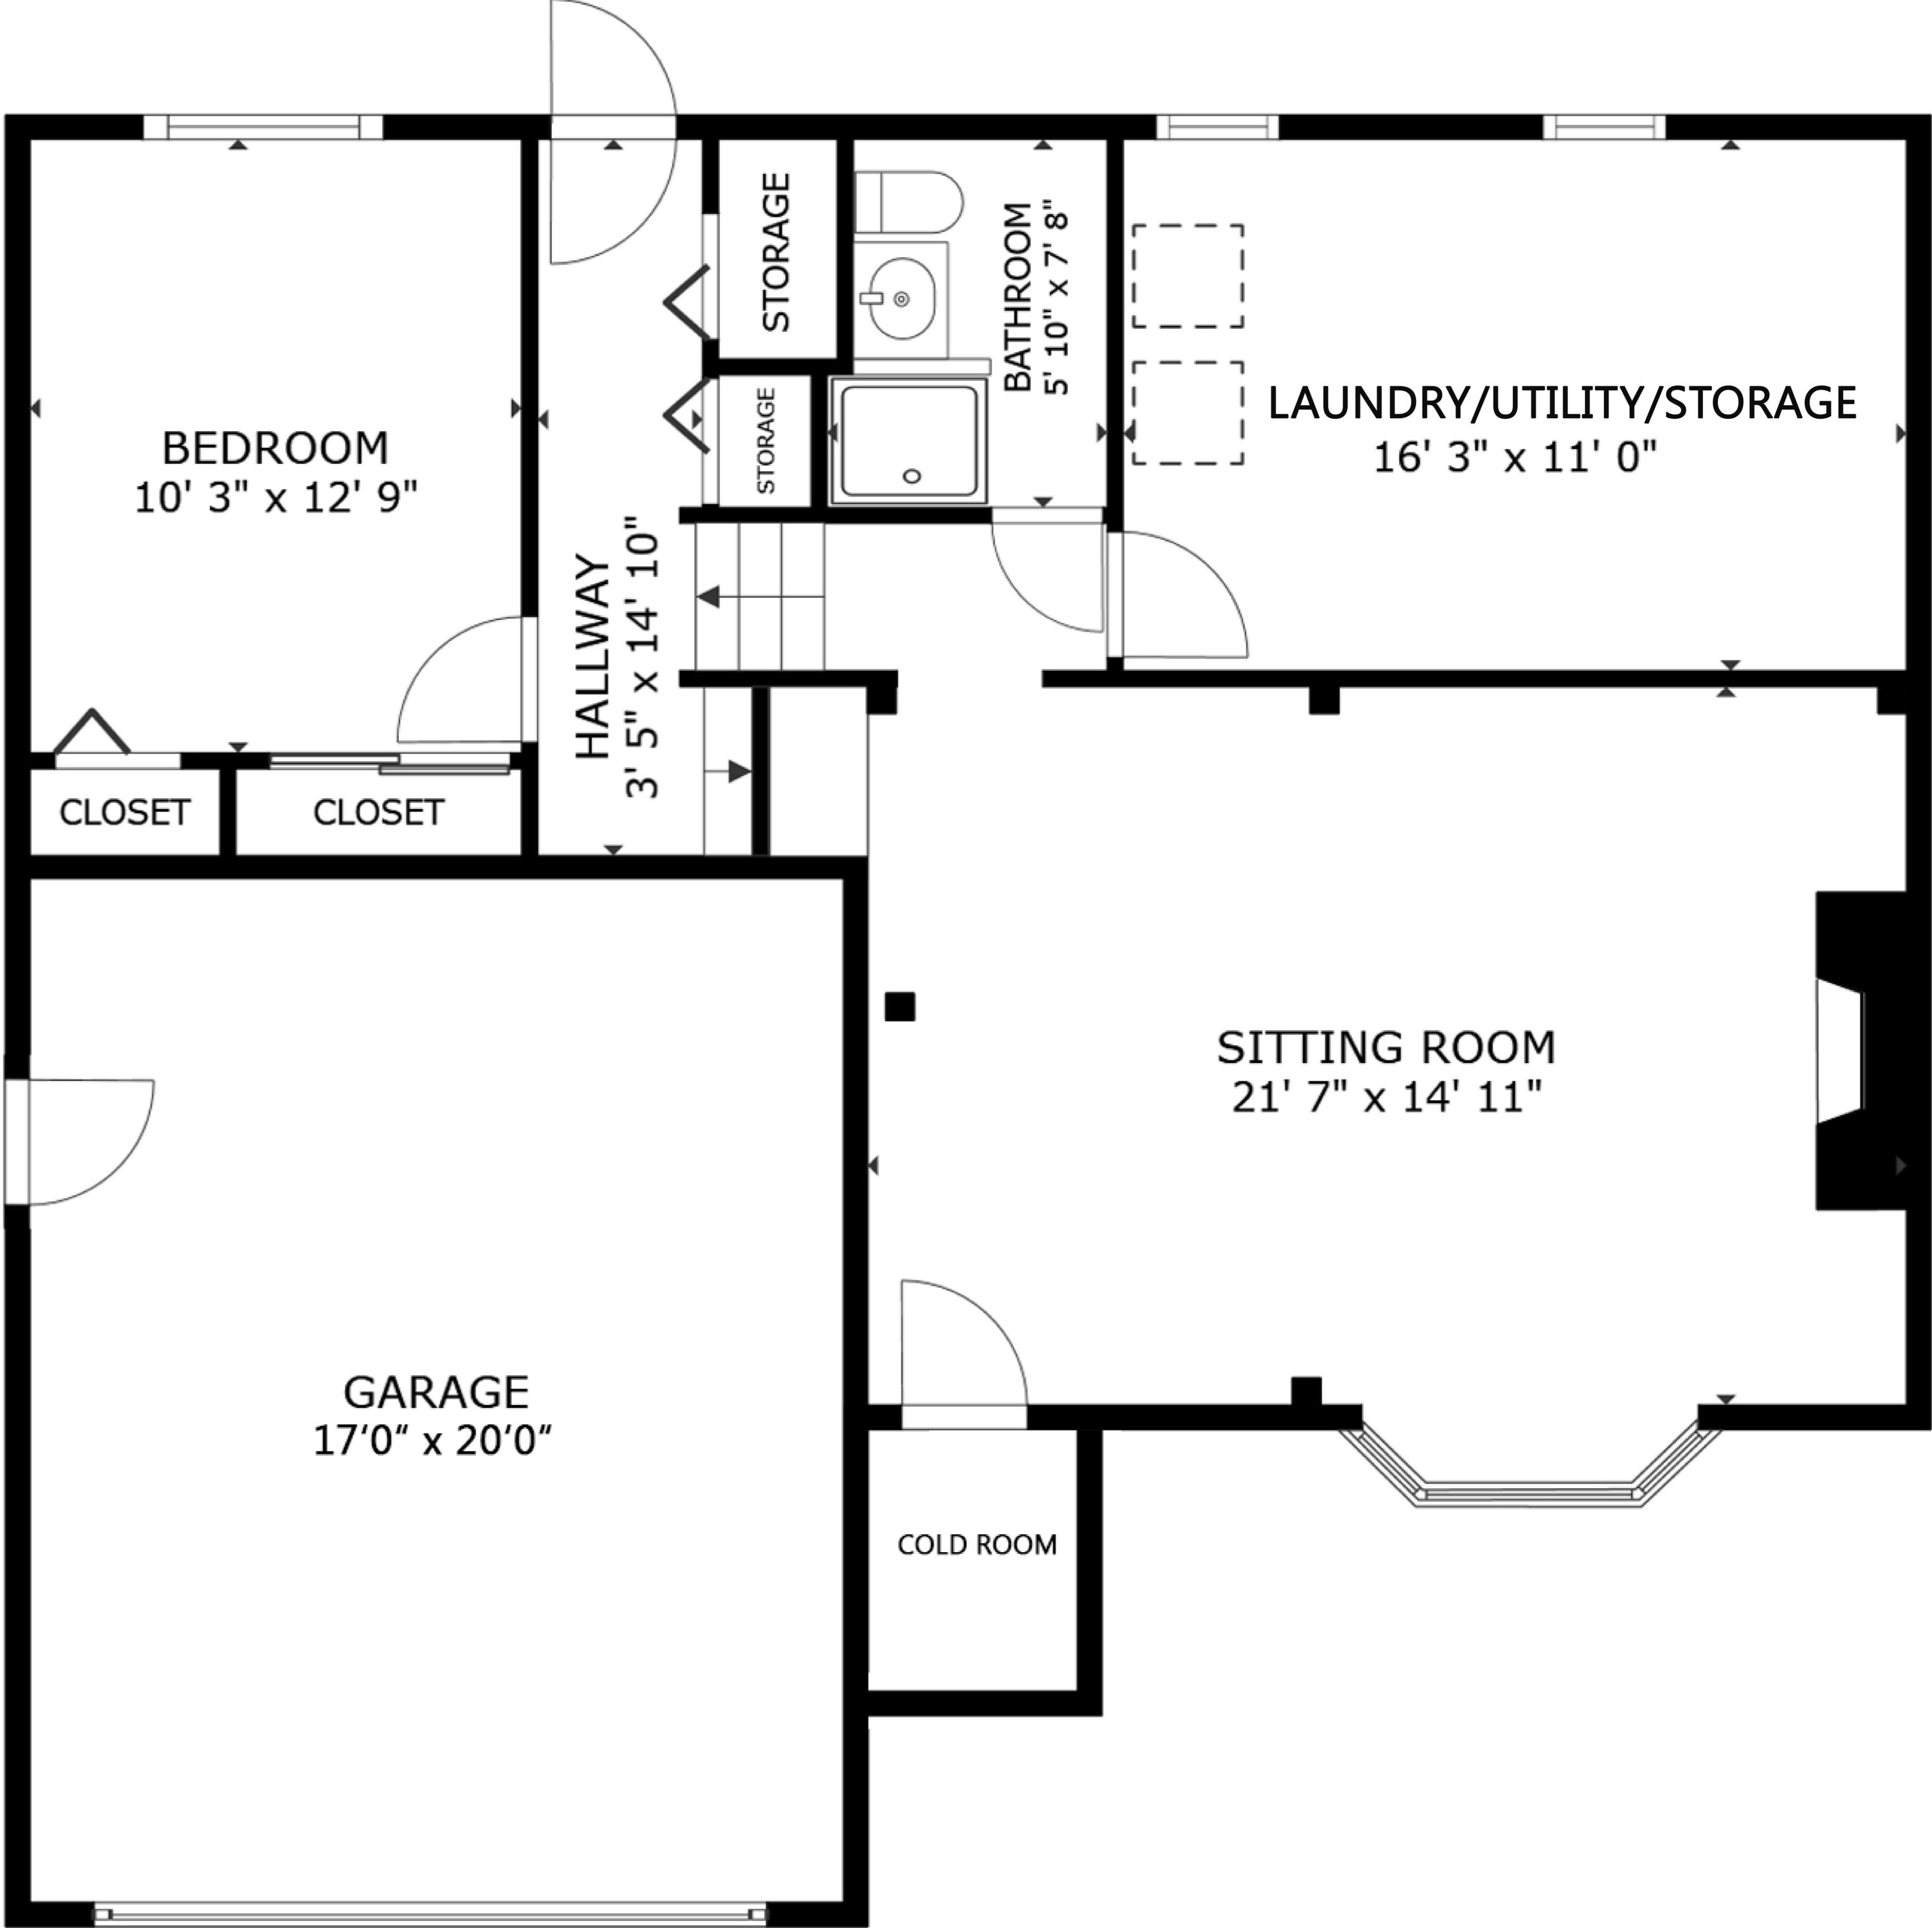 STORAGE
BATHROOM
5' 10" x 7' 8"
LAUNDRY/UTILITY/STORAGE
16' 3" x 11' 0"
BEDROOM
10' 3" x 12' 9"
STORAGE
HALLWAY
3' 5" x 14' 10"
CLOSET
CLOSET
SITTING ROOM
21' 7" x 14' 11"
GARAGE
17‘0“ x 20‘0“
COLD ROOM